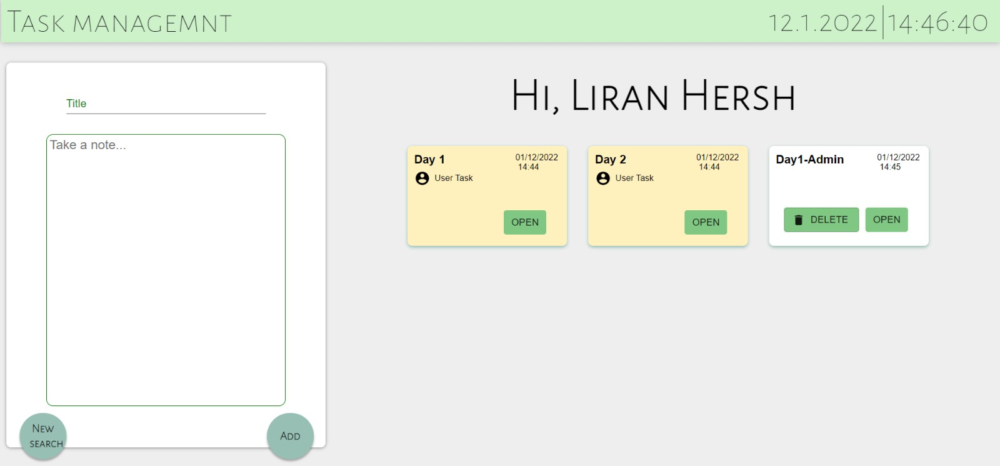 Task managemnt
12.1.2022|14:46:40
Title
Take a note...
New
search
Add
Hi, Liran Hersh
Day 1
01/12/2022
14:44
User Task
OPEN
Day 2
01/12/2022
14:44
User Task
OPEN
Day1-Admin
01/12/2022
14:45
DELETE
OPEN